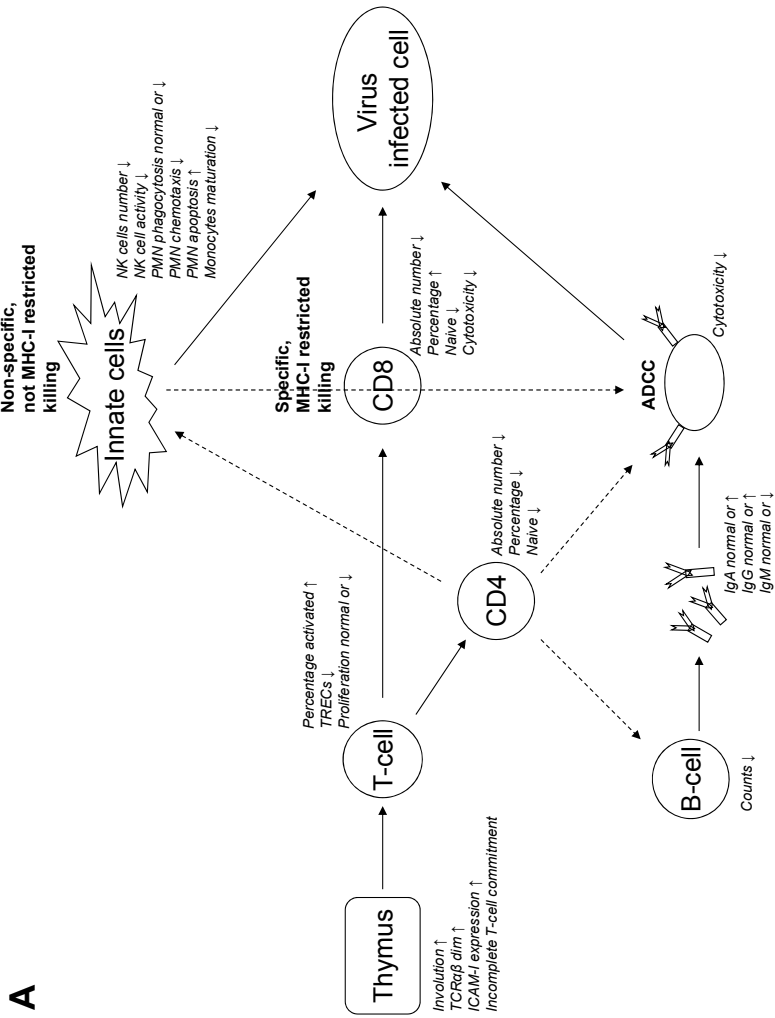 A
Non-specific,
not MHC-I restricted
killing
Innate cells
NK cells number ↓
NK cell activity ↓
PMN phagocytosis normal or ↓
PMN chemotaxis ↓
PMN apoptosis ↑
Monocytes maturation ↓
Thymus
Involution ↑
TCRαβ dim ↑
ICAM-I expression ↑
Incomplete T-cell commitment
T-cell
Percentage activated ↑
TRECs ↓
Proliferation normal or ↓
Specific,
MHC-I restricted
killing
CD8
Absolute number ↓
Percentage ↑
Naive ↓
Cytotoxicity ↓
Virus
infected cell
CD4
Absolute number ↓
Percentage ↓
Naive ↓
B-cell
Counts ↓
IgA normal or ↑
IgG normal or ↑
IgM normal or ↓
ADCC
Cytotoxicity ↓